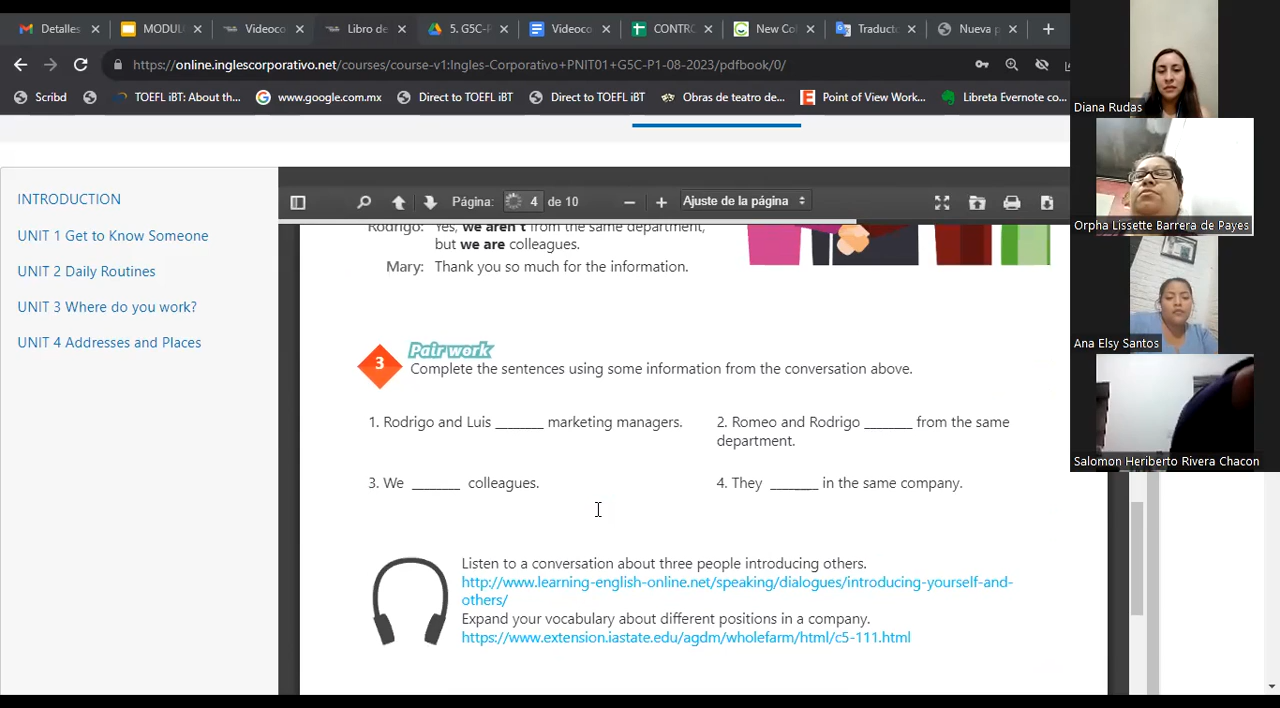 Detalles
MODUL
Videoco
Libro de
5. G5C-P
Videoco
CONTRO
New Col
Traducto
Nueva p
https://online.inglescorporativo.net/courses/course-v1:Ingles-Corporativo+PNIT01+G5C-P1-08-2023/pdfbook/0/
Scribd
TOEFL iBT: About th...
www.google.com.mx
Direct to TOEFL iBT
Direct to TOEFL iBT
Obras de teatro de...
Point of View Work...
Libreta Evernote co...
Diana Rudas
Orpha Lissette Barrera de Payes
Ana Elsy Santos
Salomon Heriberto Rivera Chacon
INTRODUCTION
UNIT 1 Get to Know Someone
UNIT 2 Daily Routines
UNIT 3 Where do you work?
UNIT 4 Addresses and Places
Página: 4 de 10
Ajuste de la página
Rodrigo: Yes, we aren't from the same department,
but we are colleagues.
Mary: Thank you so much for the information.
3 Pair work
Complete the sentences using some information from the conversation above.
1. Rodrigo and Luis ______ marketing managers.
2. Romeo and Rodrigo ______ from the same
department.
3. We ______ colleagues.
4. They ______ in the same company.
Listen to a conversation about three people introducing others.
http://www.learning-english-online.net/speaking/dialogues/introducing-yourself-and-
others/
Expand your vocabulary about different positions in a company.
https://www.extension.iastate.edu/agdm/wholefarm/html/c5-111.html